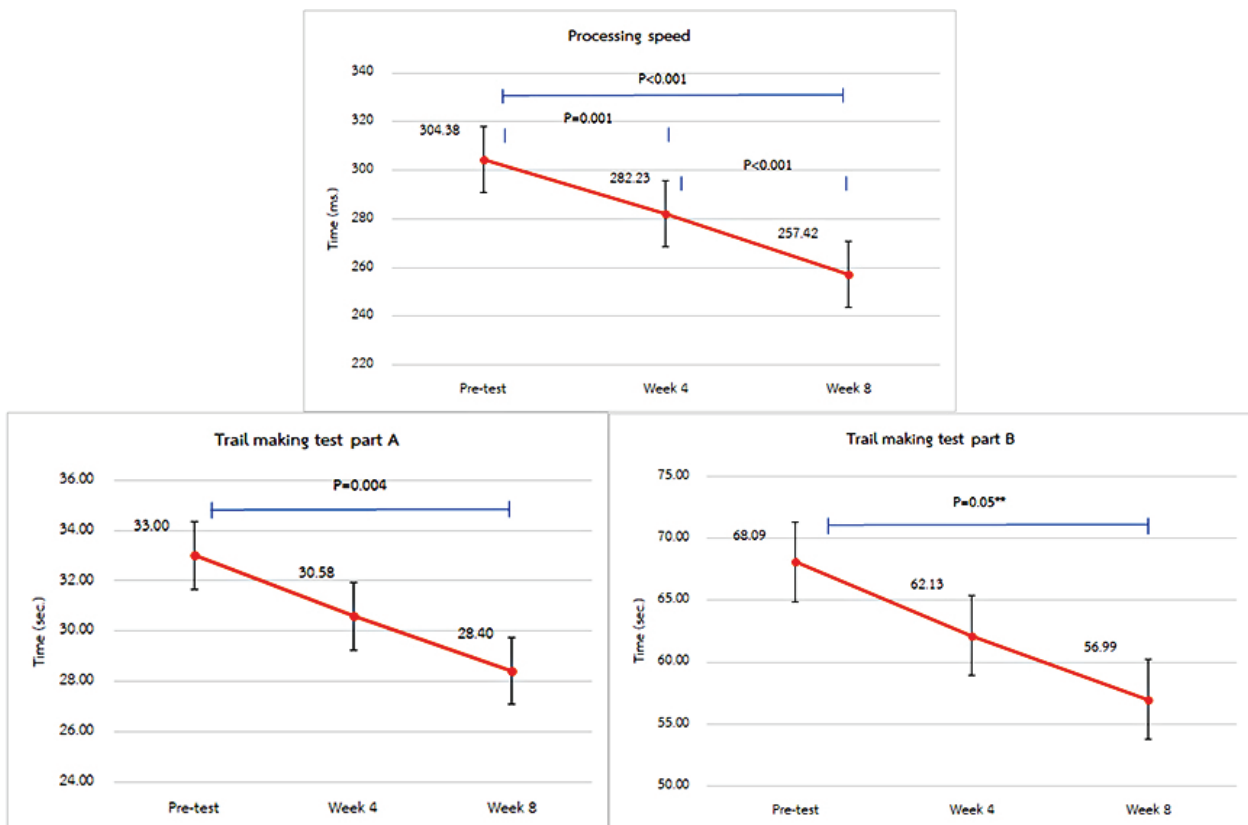 Processing speed
340
320
300
280
260
240
220
Time (ms.)
P<0.001
P=0.001
P<0.001
304.38
282.23
257.42
Pre-test Week 4 Week 8
Trail making test part A
36.00
34.00
32.00
30.00
28.00
26.00
24.00
Time (sec.)
P=0.004
33.00
30.58
28.40
Pre-test Week 4 Week 8
Trail making test part B
75.00
70.00
65.00
60.00
55.00
50.00
Time (sec.)
P=0.05**
68.09
62.13
56.99
Pre-test Week 4 Week 8